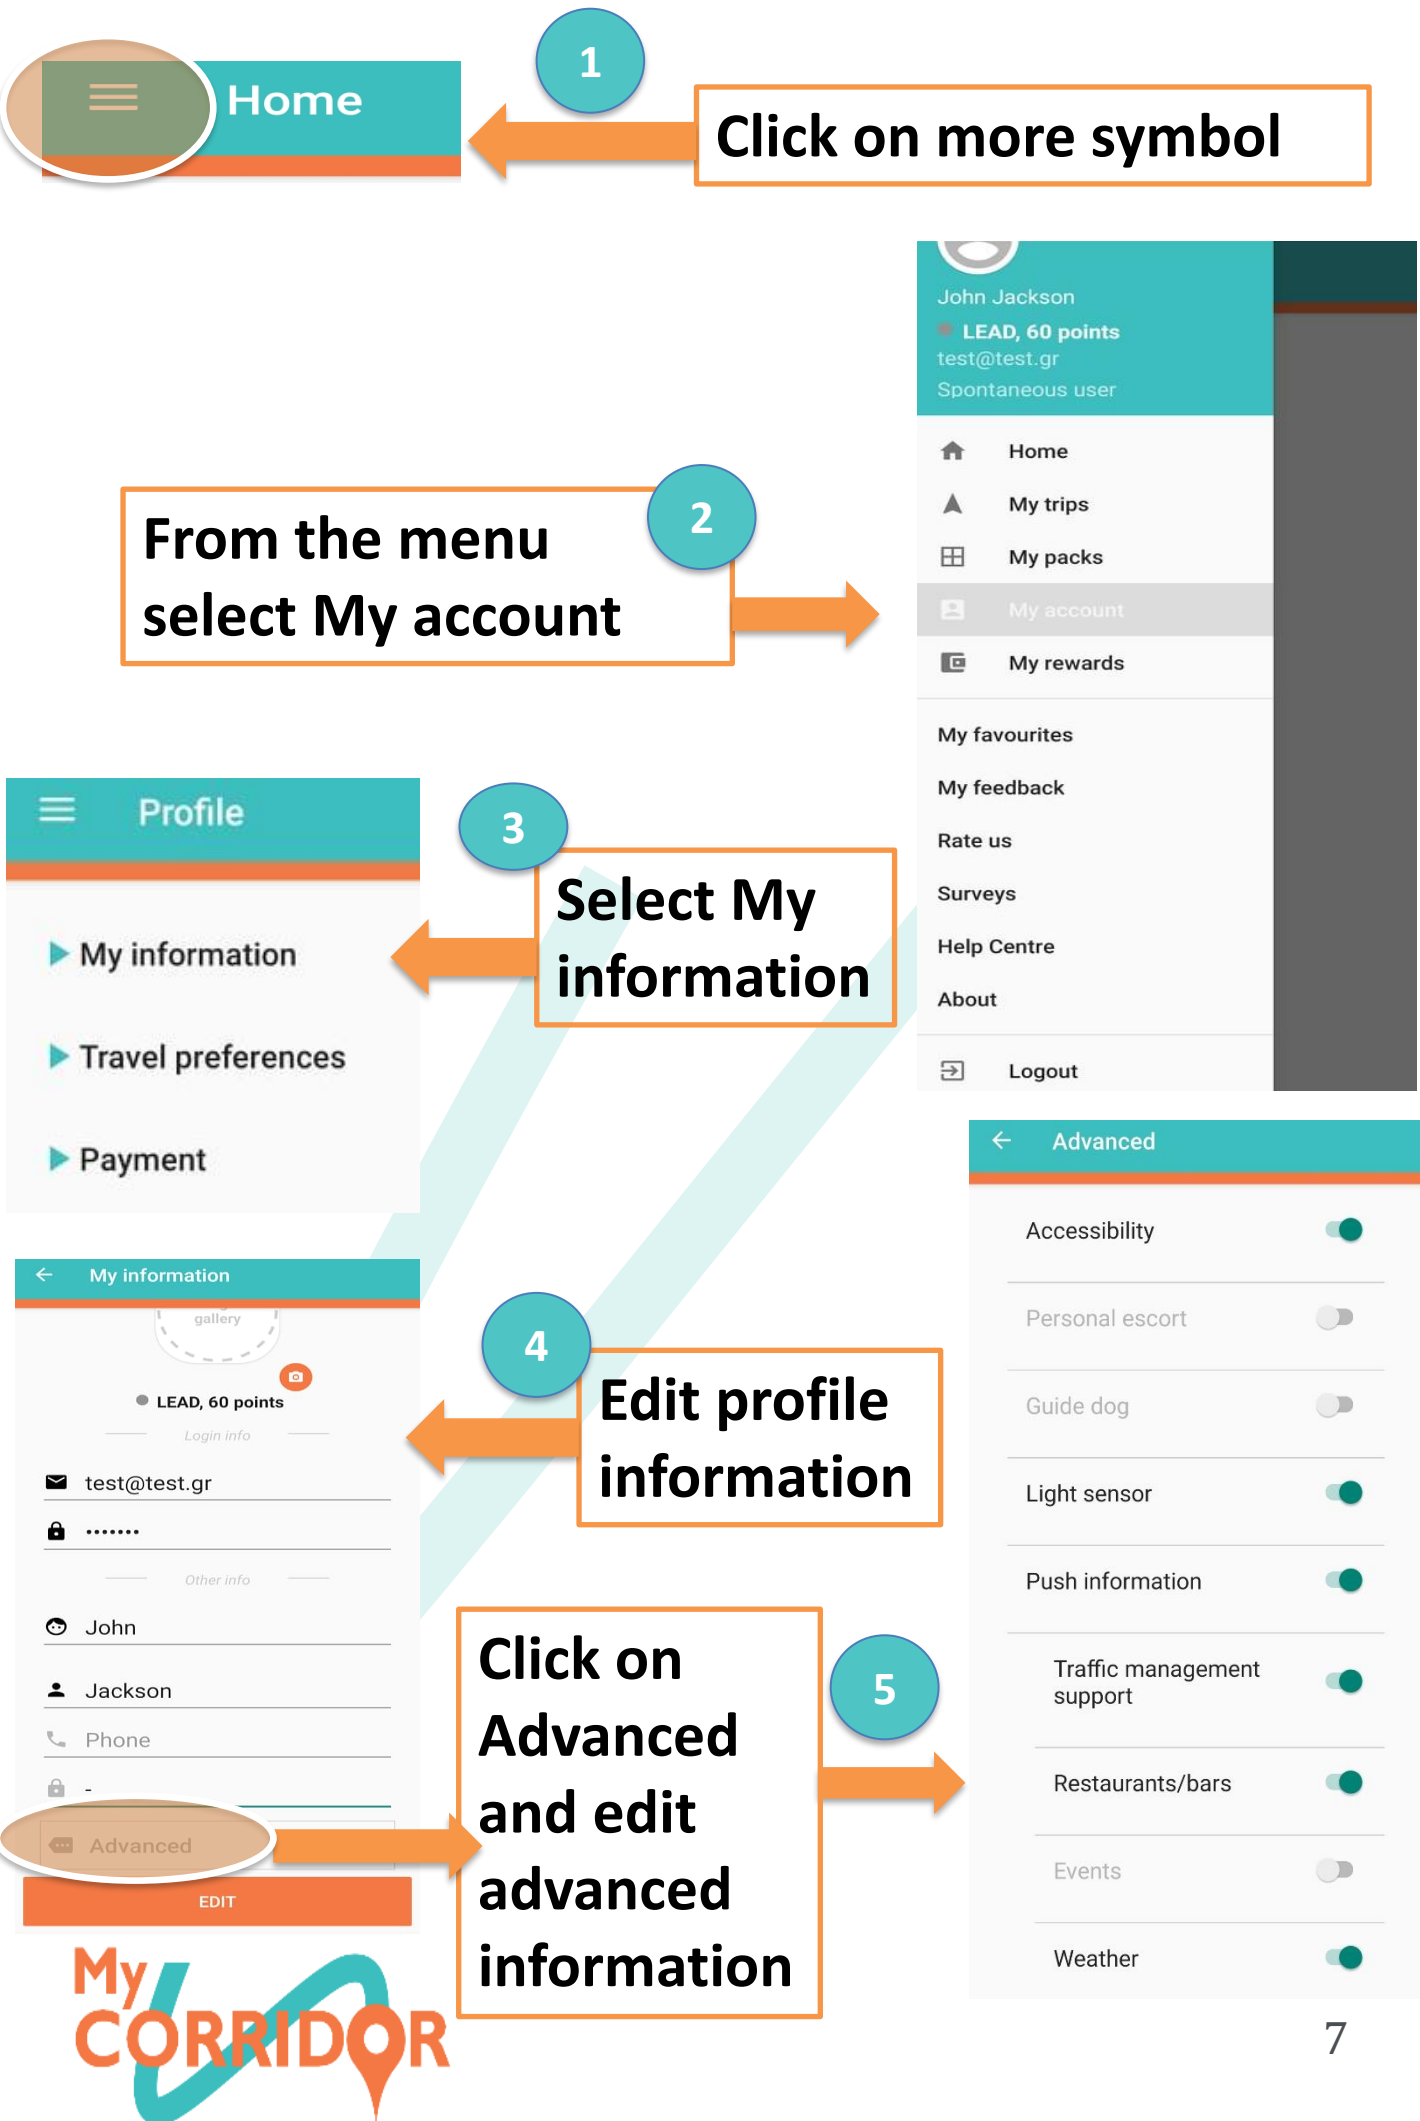 1
Home
Click on more symbol
John Jackson
LEAD, 60 points
test@test.gr
Spontaneous user
Home
My trips
My packs
My account
My rewards
My favourites
My feedback
Rate us
Surveys
Help Centre
About
Logout
2
From the menu
select My account
Profile
My information
Travel preferences
Payment
3
Select My
information
My information
gallery
LEAD, 60 points
Login info
test@test.gr
•••••••
Other info
John
Jackson
Phone
-
Advanced
EDIT
4
Edit profile
information
Click on
Advanced
and edit
advanced
information
5
Advanced
Accessibility
Personal escort
Guide dog
Light sensor
Push information
Traffic management
support
Restaurants/bars
Events
Weather
My
CORRIDOR
7